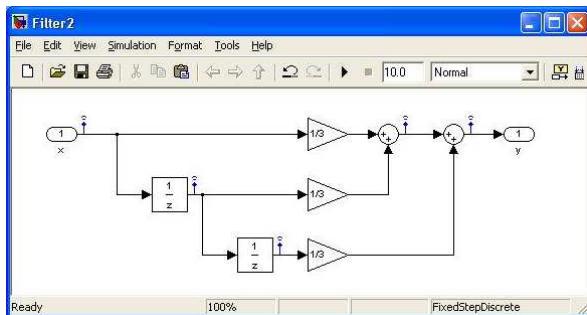 Filter2
File Edit View Simulation Format Tools Help
10.0 Normal
1
x
1/3
1
y
1
z
1/3
1
z
1/3
Ready 100% FixedStepDiscrete